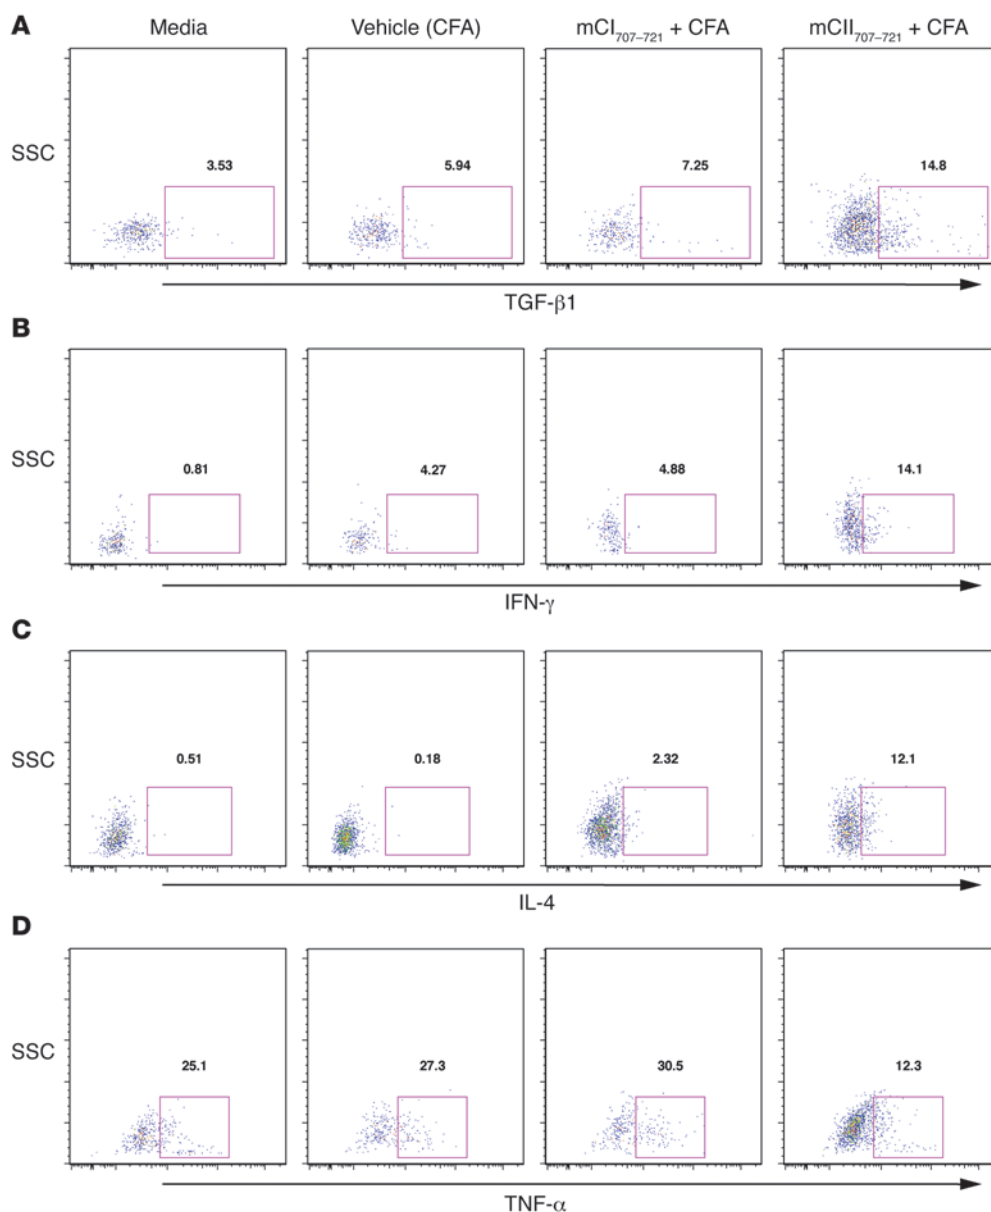 A
Media Vehicle (CFA) mCI707–721 + CFA mCII707–721 + CFA
SSC 3.53 5.94 7.25 14.8
TGF-β1
B
SSC 0.81 4.27 4.88 14.1
IFN-γ
C
SSC 0.51 0.18 2.32 12.1
IL-4
D
SSC 25.1 27.3 30.5 12.3
TNF-α